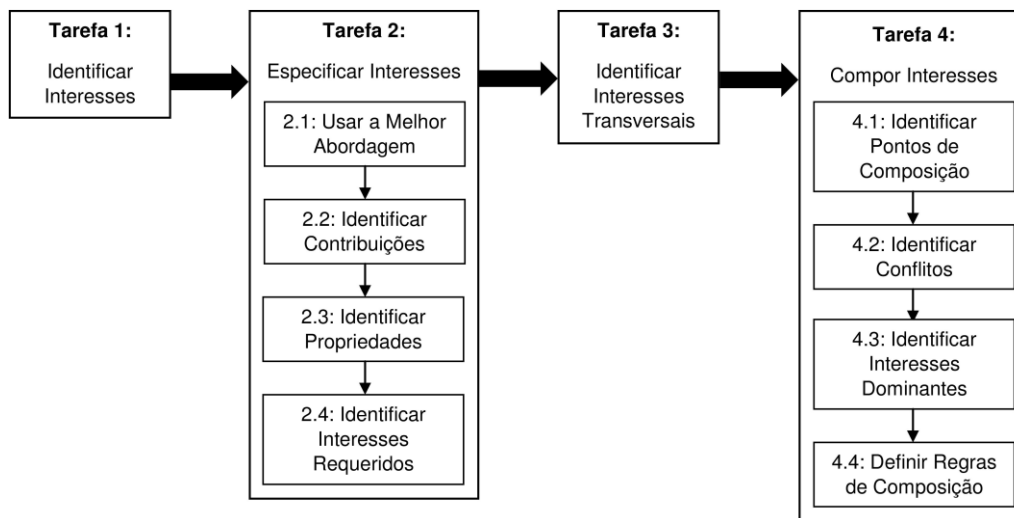 Tarefa 1:
Identificar
Interesses
Tarefa 2:
Especificar Interesses
2.1: Usar a Melhor
Abordagem
2.2: Identificar
Contribuições
2.3: Identificar
Propriedades
2.4: Identificar
Interesses
Requeridos
Tarefa 3:
Identificar
Interesses
Transversais
Tarefa 4:
Compor Interesses
4.1: Identificar
Pontos de
Composição
4.2: Identificar
Conflitos
4.3: Identificar
Interesses
Dominantes
4.4: Definir Regras
de Composição